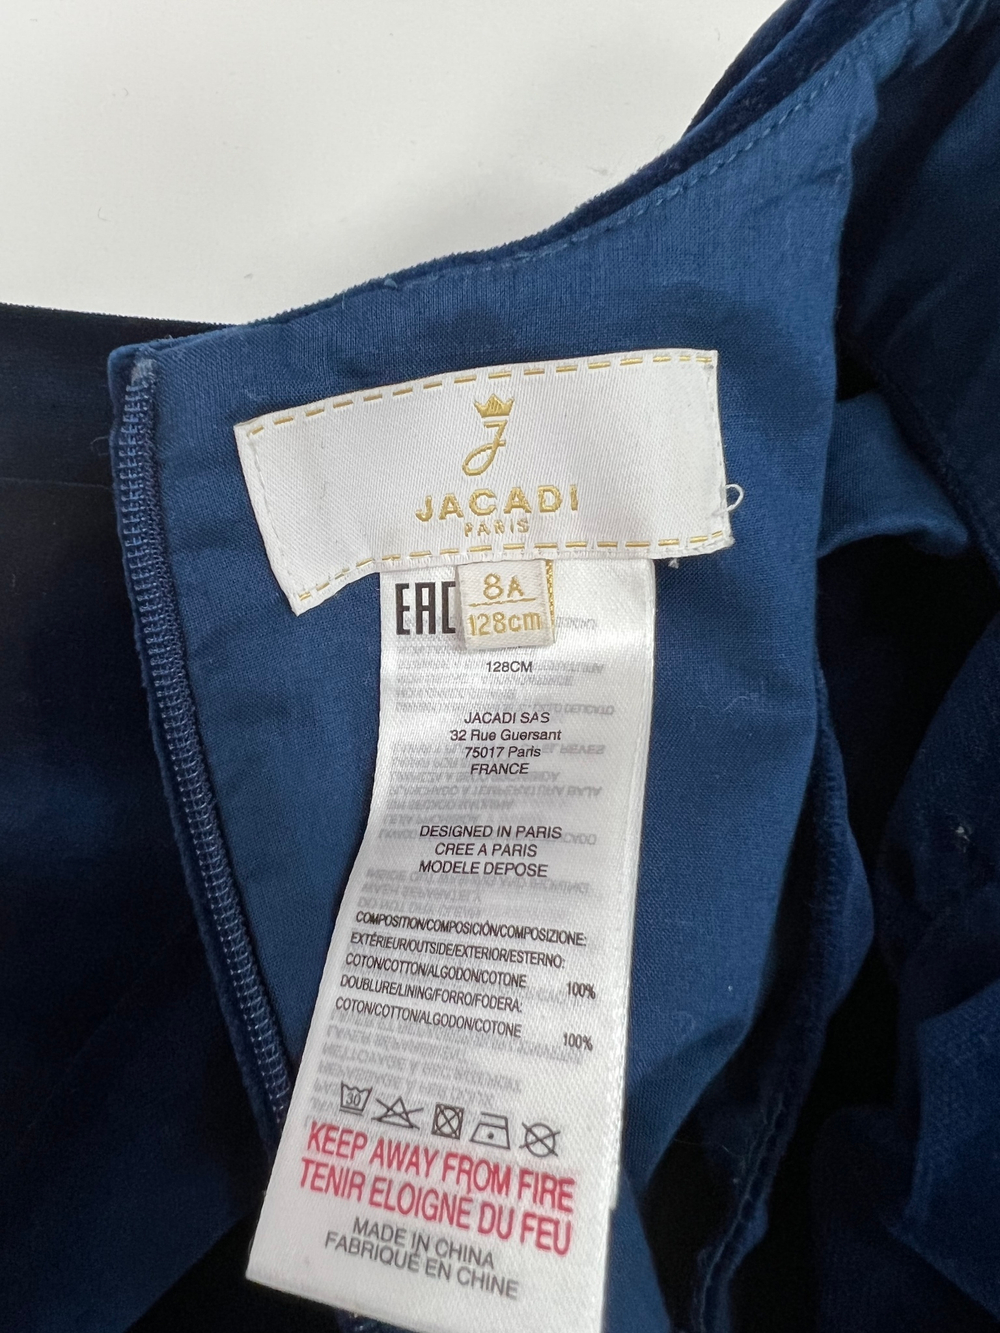 J
JACADI
PARIS
EAC
8A
128cm
128CM
JACADI SAS
32 Rue Guersant
75017 Paris
FRANCE
DESIGNED IN PARIS
CREE A PARIS
MODELE DEPOSE
COMPOSITION/COMPOSICIÓN/COMPOSIZIONE:
EXTÉRIEUR/OUTSIDE/EXTERIOR/ESTERNO:
COTON/COTTON/ALGODON/COTONE 100%
DOUBLURE/LINING/FORRO/FODERA:
COTON/COTTON/ALGODON/COTONE 100%
30
KEEP AWAY FROM FIRE
TENIR ELOIGNE DU FEU
MADE IN CHINA
FABRIQUÉ EN CHINE